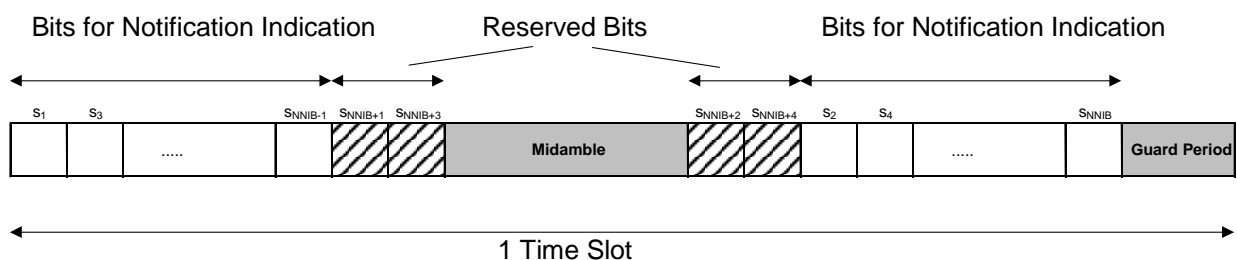 Bits for Notification Indication Reserved Bits Bits for Notification Indication
s1 s3 sNNIB-1 sNNIB+1 sNNIB+3 sNNIB+2 sNNIB+4 s2 s4 sNNIB
..... Midamble ..... Guard Period
1 Time Slot